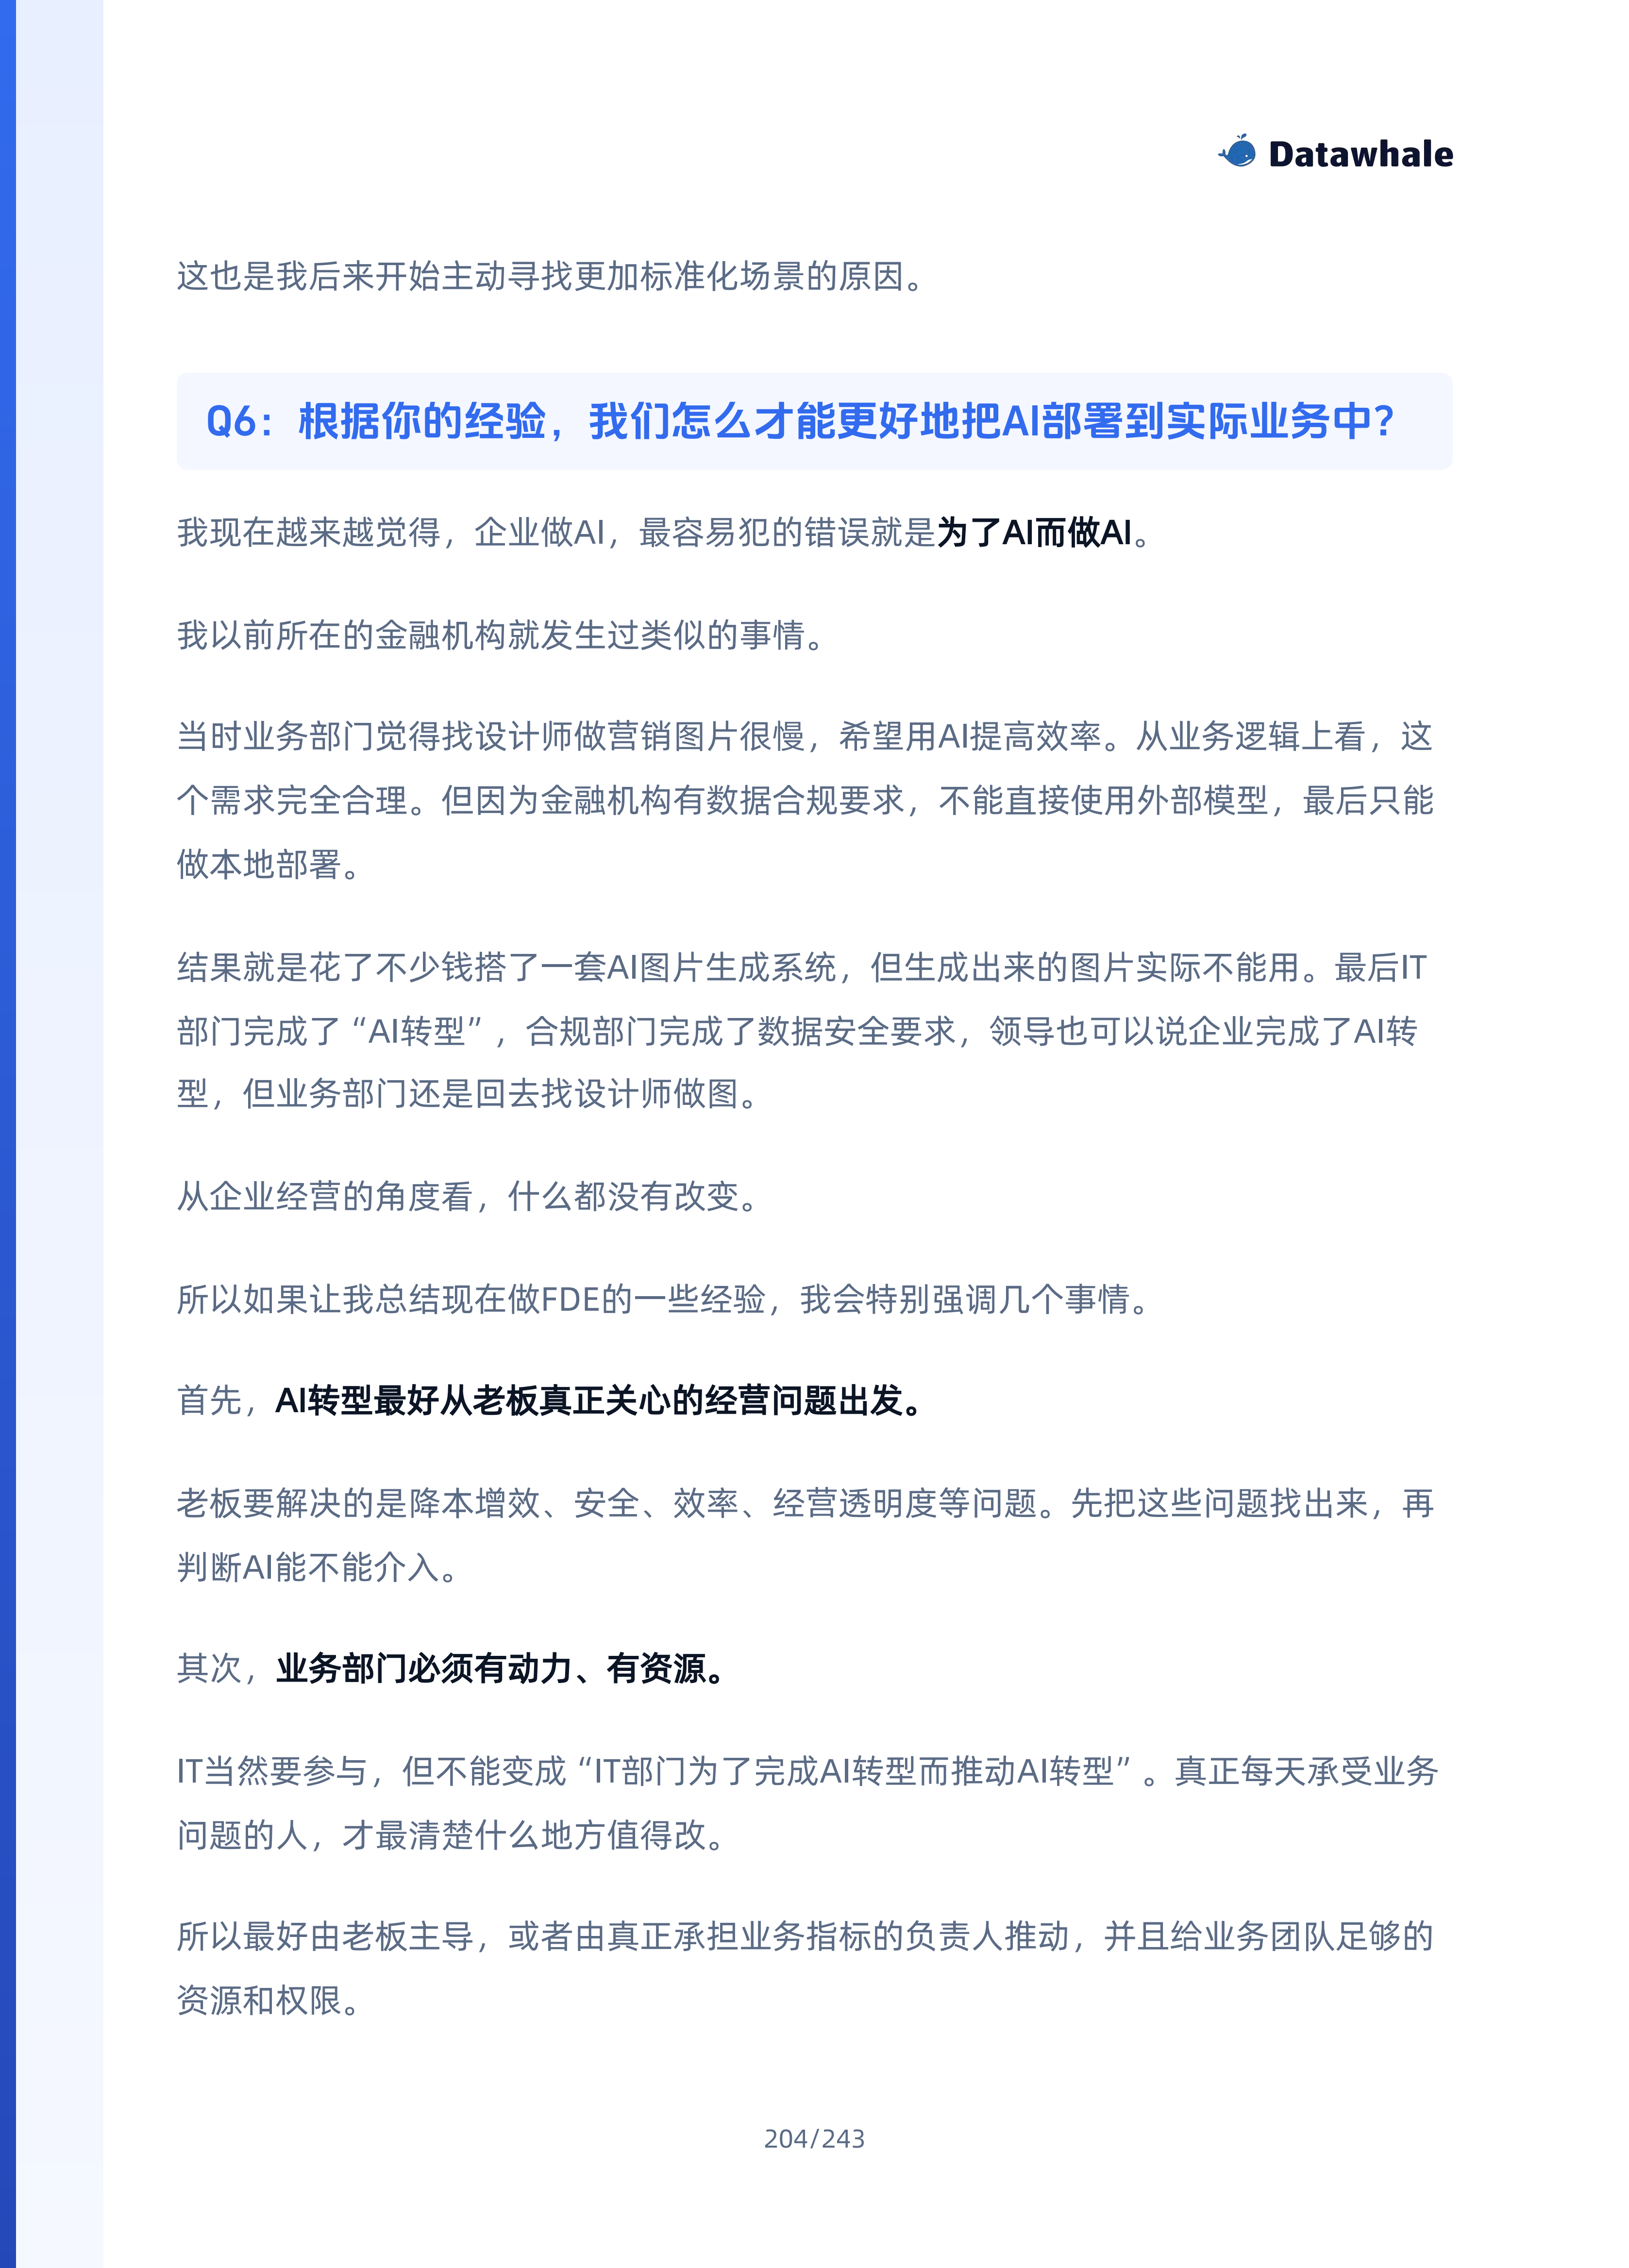 Datawhale
这也是我后来开始主动寻找更加标准化场景的原因。
Q6：根据你的经验，我们怎么才能更好地把AI部署到实际业务中？
我现在越来越觉得，企业做AI，最容易犯的错误就是为了AI而做AI。
我以前所在的金融机构就发生过类似的事情。
当时业务部门觉得找设计师做营销图片很慢，希望用AI提高效率。从业务逻辑上看，这
个需求完全合理。但因为金融机构有数据合规要求，不能直接使用外部模型，最后只能
做本地部署。
结果就是花了不少钱搭了一套AI图片生成系统，但生成出来的图片实际不能用。最后IT
部门完成了“AI转型”，合规部门完成了数据安全要求，领导也可以说企业完成了AI转
型，但业务部门还是回去找设计师做图。
从企业经营的角度看，什么都没有改变。
所以如果让我总结现在做FDE的一些经验，我会特别强调几个事情。
首先，AI转型最好从老板真正关心的经营问题出发。
老板要解决的是降本增效、安全、效率、经营透明度等问题。先把这些问题找出来，再
判断AI能不能介入。
其次，业务部门必须有动力、有资源。
IT当然要参与，但不能变成“IT部门为了完成AI转型而推动AI转型”。真正每天承受业务
问题的人，才最清楚什么地方值得改。
所以最好由老板主导，或者由真正承担业务指标的负责人推动，并且给业务团队足够的
资源和权限。
204/243